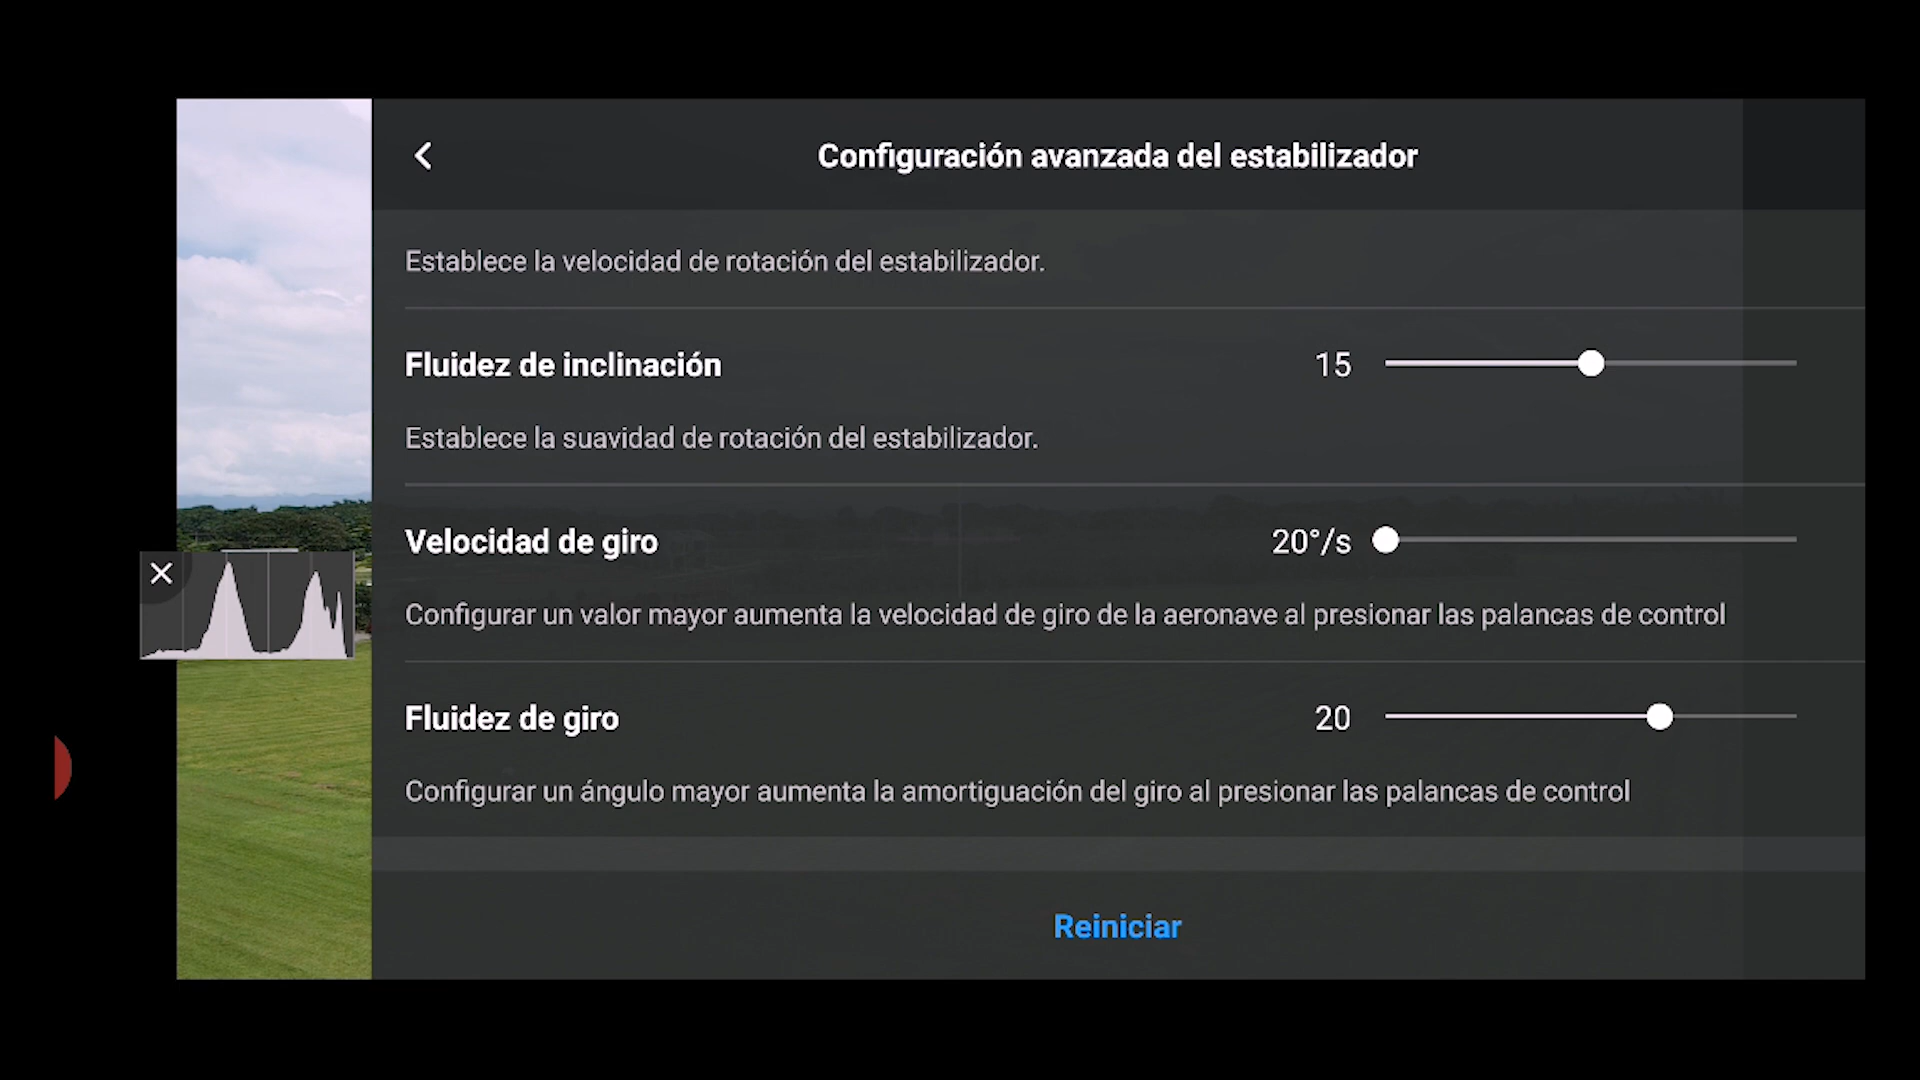 Configuración avanzada del estabilizador
Establece la velocidad de rotación del estabilizador.
Fluidez de inclinación 15
Establece la suavidad de rotación del estabilizador.
Velocidad de giro 20°/s
Configurar un valor mayor aumenta la velocidad de giro de la aeronave al presionar las palancas de control
Fluidez de giro 20
Configurar un ángulo mayor aumenta la amortiguación del giro al presionar las palancas de control
Reiniciar